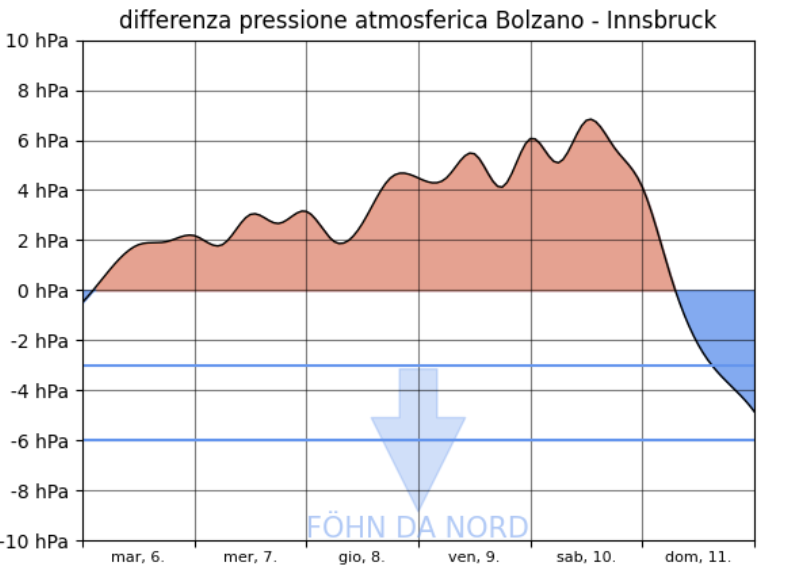 differenza pressione atmosferica Bolzano - Innsbruck
10 hPa
8 hPa
6 hPa
4 hPa
2 hPa
0 hPa
-2 hPa
-4 hPa
-6 hPa
-8 hPa
-10 hPa
FÖHN DA NORD
mar, 6. mer, 7. gio, 8. ven, 9. sab, 10. dom, 11.